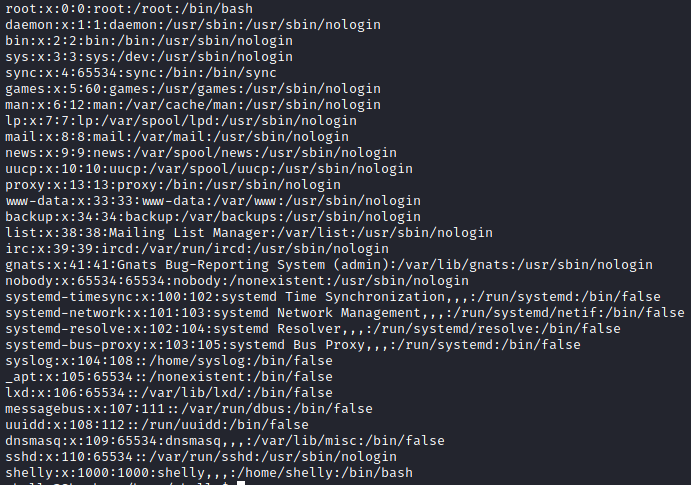 root:x:0:0:root:/root:/bin/bash
daemon:x:1:1:daemon:/usr/sbin:/usr/sbin/nologin
bin:x:2:2:bin:/bin:/usr/sbin/nologin
sys:x:3:3:sys:/dev:/usr/sbin/nologin
sync:x:4:65534:sync:/bin:/bin/sync
games:x:5:60:games:/usr/games:/usr/sbin/nologin
man:x:6:12:man:/var/cache/man:/usr/sbin/nologin
lp:x:7:7:lp:/var/spool/lpd:/usr/sbin/nologin
mail:x:8:8:mail:/var/mail:/usr/sbin/nologin
news:x:9:9:news:/var/spool/news:/usr/sbin/nologin
uucp:x:10:10:uucp:/var/spool/uucp:/usr/sbin/nologin
proxy:x:13:13:proxy:/bin:/usr/sbin/nologin
www-data:x:33:33:www-data:/var/www:/usr/sbin/nologin
backup:x:34:34:backup:/var/backups:/usr/sbin/nologin
list:x:38:38:Mailing List Manager:/var/list:/usr/sbin/nologin
irc:x:39:39:ircd:/var/run/ircd:/usr/sbin/nologin
gnats:x:41:41:Gnats Bug-Reporting System (admin):/var/lib/gnats:/usr/sbin/nologin
nobody:x:65534:65534:nobody:/nonexistent:/usr/sbin/nologin
systemd-timesync:x:100:102:systemd Time Synchronization,,,:/run/systemd:/bin/false
systemd-network:x:101:103:systemd Network Management,,,:/run/systemd/netif:/bin/false
systemd-resolve:x:102:104:systemd Resolver,,,:/run/systemd/resolve:/bin/false
systemd-bus-proxy:x:103:105:systemd Bus Proxy,,,:/run/systemd:/bin/false
syslog:x:104:108::/home/syslog:/bin/false
_apt:x:105:65534::/nonexistent:/bin/false
lxd:x:106:65534::/var/lib/lxd/:/bin/false
messagebus:x:107:111::/var/run/dbus:/bin/false
uuidd:x:108:112::/run/uuidd:/bin/false
dnsmasq:x:109:65534:dnsmasq,,,:/var/lib/misc:/bin/false
sshd:x:110:65534::/var/run/sshd:/usr/sbin/nologin
shelly:x:1000:1000:shelly,,,:/home/shelly:/bin/bash